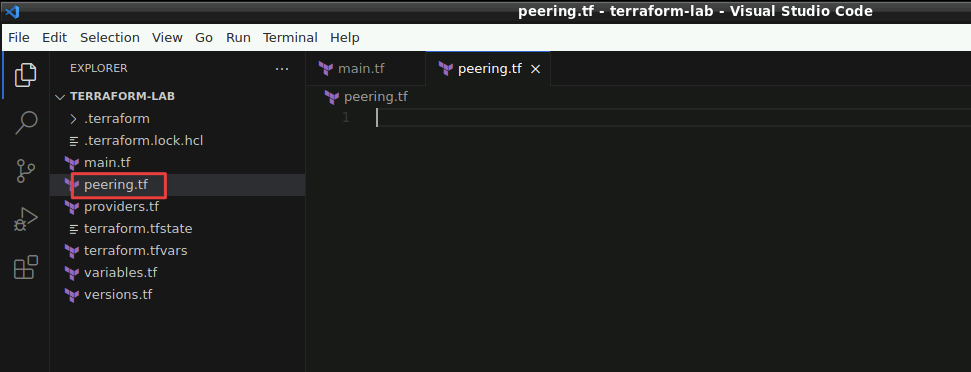 peering.tf - terraform-lab - Visual Studio Code
File Edit Selection View Go Run Terminal Help
EXPLORER ···
TERRAFORM-LAB
.terraform
.terraform.lock.hcl
main.tf
peering.tf
providers.tf
terraform.tfstate
terraform.tfvars
variables.tf
versions.tf
main.tf peering.tf
peering.tf
1